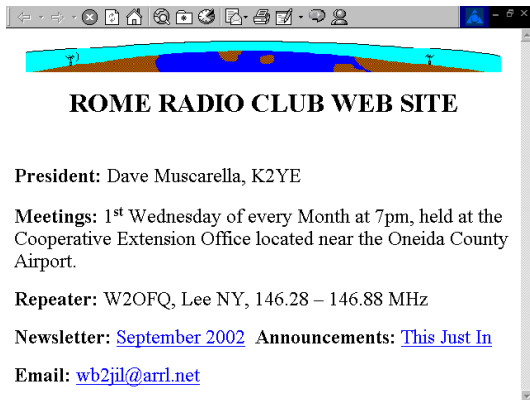 ROME RADIO CLUB WEB SITE
President: Dave Muscarella, K2YE
Meetings: 1st Wednesday of every Month at 7pm, held at the
Cooperative Extension Office located near the Oneida County
Airport.
Repeater: W2OFQ, Lee NY, 146.28 – 146.88 MHz
Newsletter: September 2002 Announcements: This Just In
Email: wb2jil@arrl.net